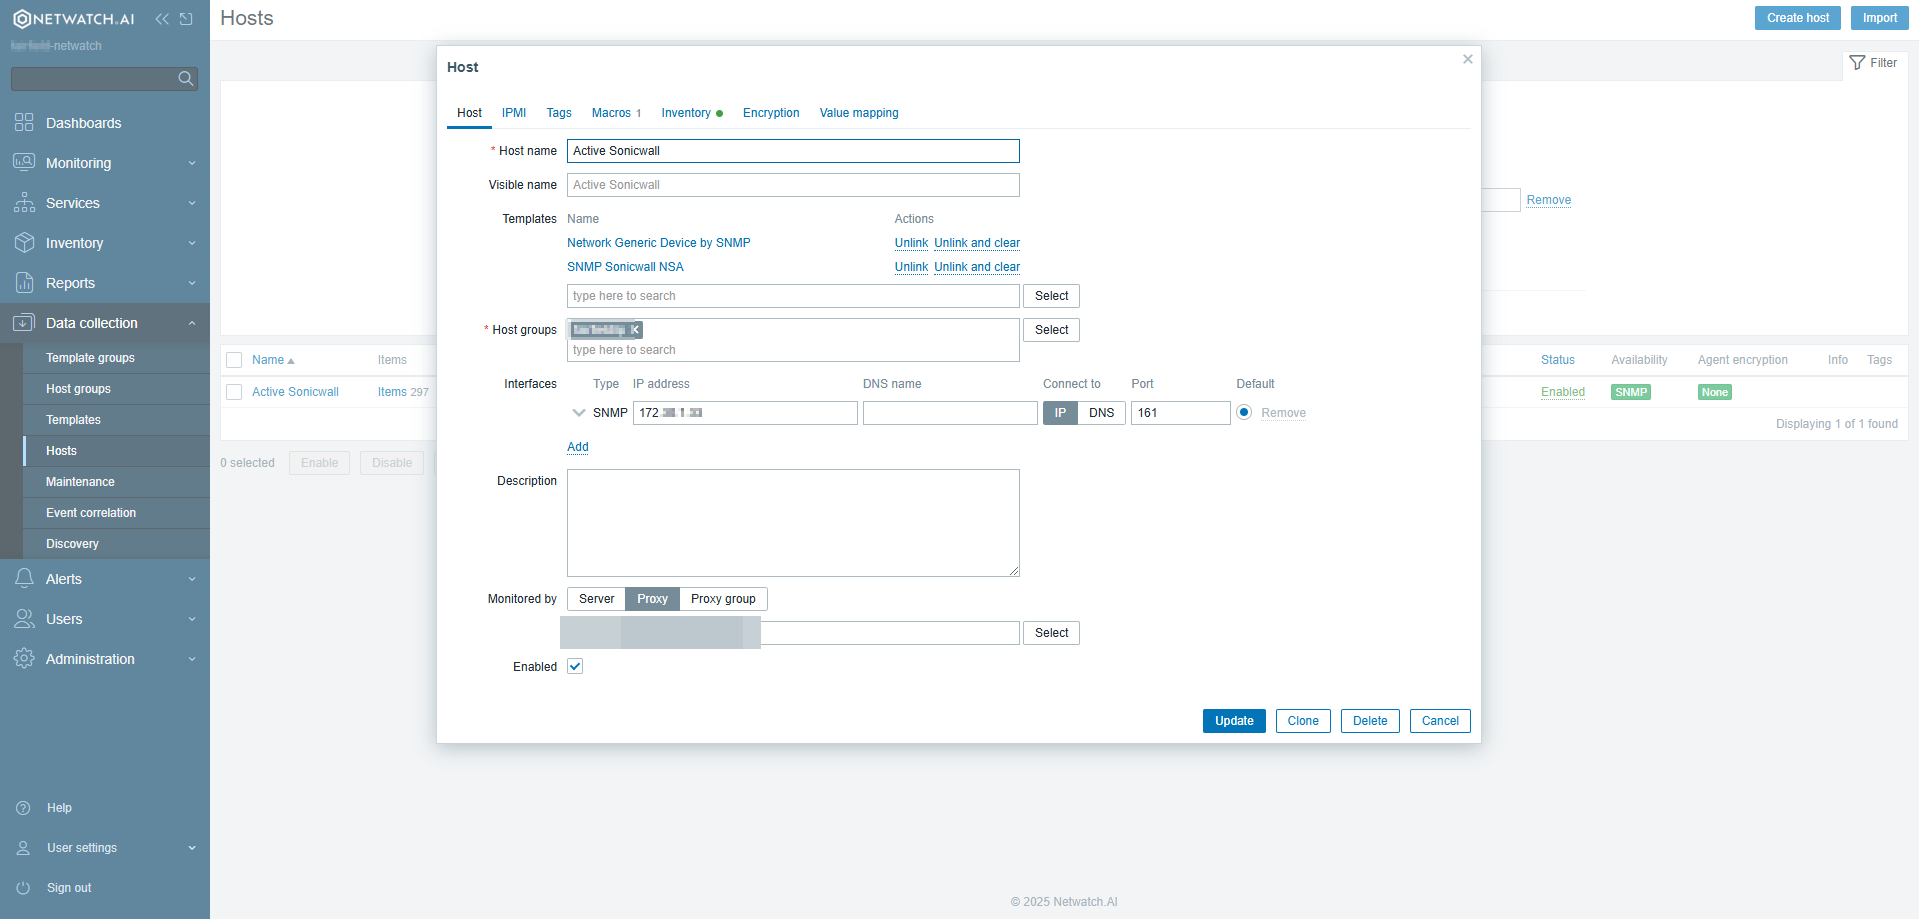 NETWATCH.AI
-netwatch
Dashboards
Monitoring
Services
Inventory
Reports
Data collection
Template groups
Host groups
Templates
Hosts
Maintenance
Event correlation
Discovery
Alerts
Users
Administration
Help
User settings
Sign out
Hosts
Create host
Import
Filter
Remove
Name
Items
Status
Availability
Agent encryption
Info
Tags
Active Sonicwall
Items 297
Enabled
SNMP
None
Displaying 1 of 1 found
0 selected
Enable
Disable
Host
Host
IPMI
Tags
Macros 1
Inventory
Encryption
Value mapping
* Host name
Active Sonicwall
Visible name
Active Sonicwall
Templates
Name
Actions
Network Generic Device by SNMP
Unlink
Unlink and clear
SNMP Sonicwall NSA
Unlink
Unlink and clear
type here to search
Select
* Host groups
type here to search
Select
Interfaces
Type
IP address
DNS name
Connect to
Port
Default
SNMP
172
IP
DNS
161
Remove
Add
Description
Monitored by
Server
Proxy
Proxy group
Select
Enabled
Update
Clone
Delete
Cancel
© 2025 Netwatch.AI